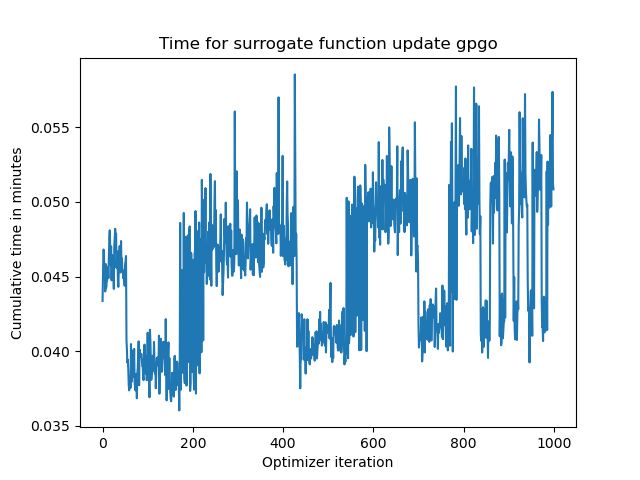 Time for surrogate function update gpgo
Cumulative time in minutes
0.055
0.050
0.045
0.040
0.035
0 200 400 600 800 1000
Optimizer iteration